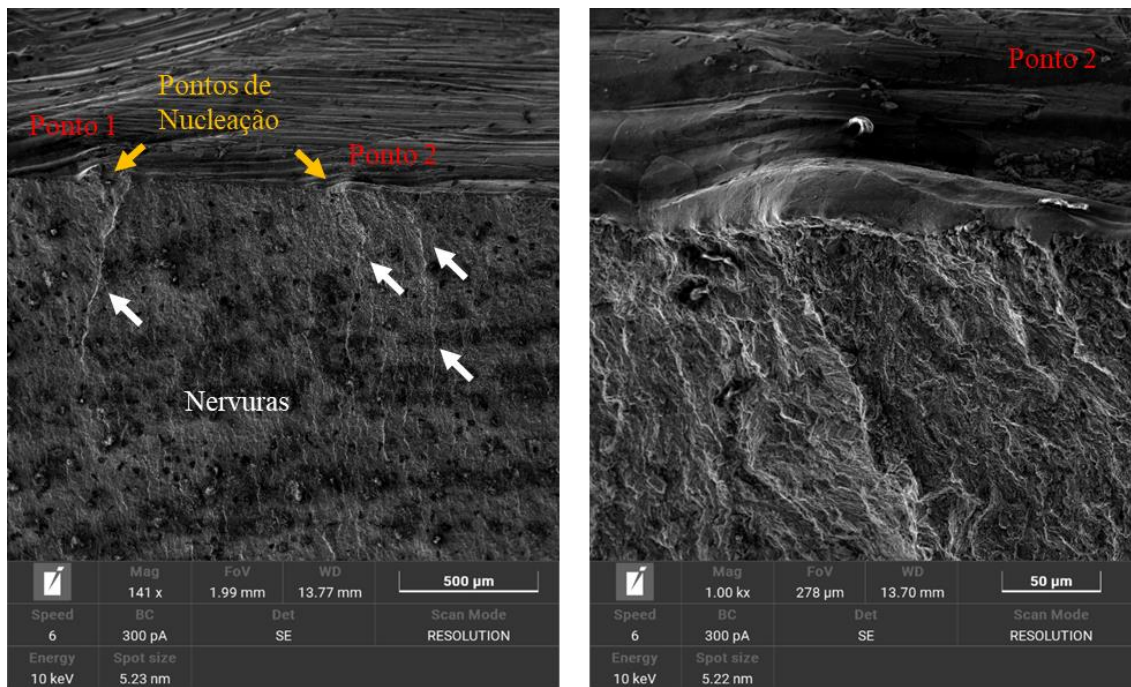 Pontos de
Nucleação
Ponto 1
Ponto 2
Nervuras
Mag FoV WD
141 x 1.99 mm 13.77 mm
500 µm
Speed BC Det Scan Mode
6 300 pA SE RESOLUTION
Energy Spot size
10 keV 5.23 nm
Ponto 2
Mag FoV WD
1.00 kx 278 µm 13.70 mm
50 µm
Speed BC Det Scan Mode
6 300 pA SE RESOLUTION
Energy Spot size
10 keV 5.22 nm